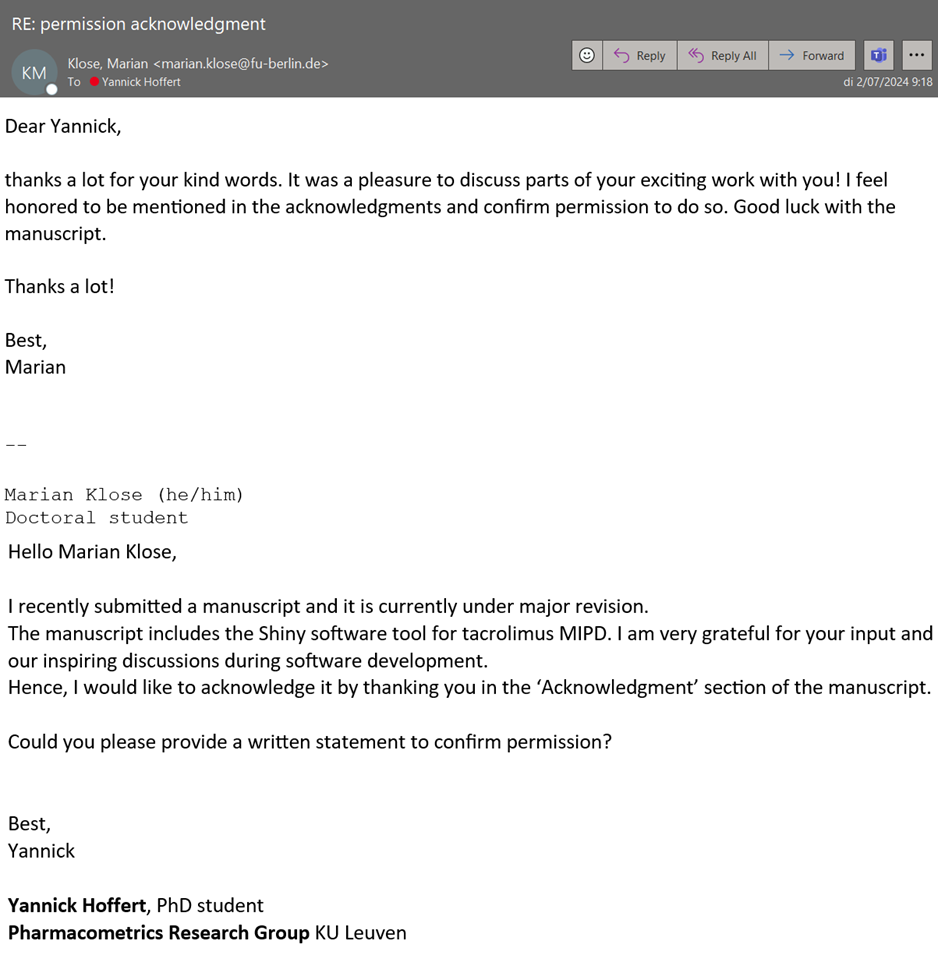 RE: permission acknowledgment
KM
Klose, Marian <marian.klose@fu-berlin.de>
To Yannick Hoffert
Reply
Reply All
Forward
di 2/07/2024 9:18
Dear Yannick,
thanks a lot for your kind words. It was a pleasure to discuss parts of your exciting work with you! I feel
honored to be mentioned in the acknowledgments and confirm permission to do so. Good luck with the
manuscript.
Thanks a lot!
Best,
Marian
--
Marian Klose (he/him)
Doctoral student
Hello Marian Klose,
I recently submitted a manuscript and it is currently under major revision.
The manuscript includes the Shiny software tool for tacrolimus MIPD. I am very grateful for your input and
our inspiring discussions during software development.
Hence, I would like to acknowledge it by thanking you in the ‘Acknowledgment’ section of the manuscript.
Could you please provide a written statement to confirm permission?
Best,
Yannick
Yannick Hoffert, PhD student
Pharmacometrics Research Group KU Leuven